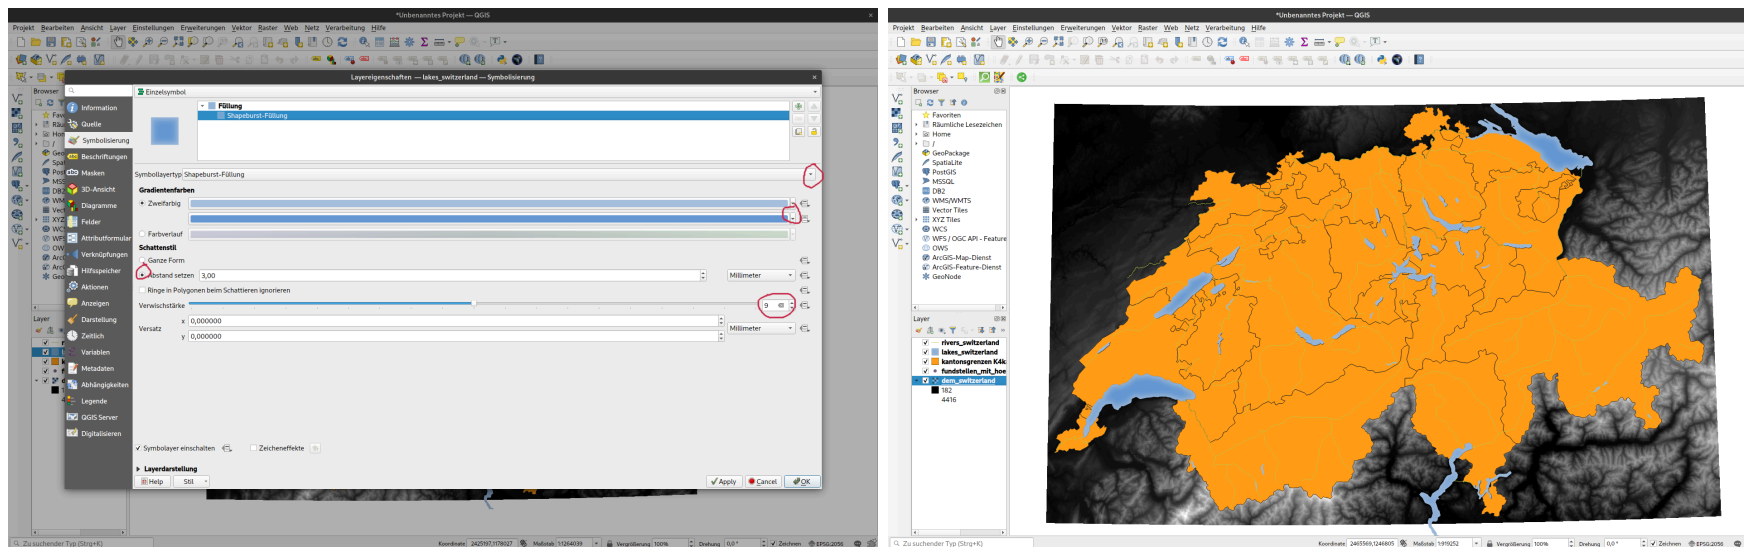 *Unbenanntes Projekt — QGIS
Projekt Bearbeiten Ansicht Layer Einstellungen Erweiterungen Vektor Raster Web Netz Verarbeitung Hilfe
Layereigenschaften — lakes_switzerland — Symbolisierung
Information
Quelle
Symbolisierung
Beschriftungen
Masken
3D-Ansicht
Diagramme
Felder
Attributformular
Verknüpfungen
Hilfsspeicher
Aktionen
Anzeigen
Darstellung
Zeitlich
Variablen
Metadaten
Abhängigkeiten
Legende
QGIS Server
Digitalisieren
Einzelsymbol
Füllung
Shapeburst-Füllung
Symbollayertyp Shapeburst-Füllung
Gradientenfarben
Zweifarbig
Farbverlauf
Schattenstil
Ganze Form
Abstand setzen 3,00 Millimeter
Ringe in Polygonen beim Schattieren ignorieren
Verwischstärke 9
Versatz x 0,000000 Millimeter
y 0,000000
Symbolayer einschalten Zeicheneffekte
Layerdarstellung
Help Stil Apply Cancel OK
Browser
Layer
Zu suchender Typ (Strg+K)
Koordinate 2425197,1178027 Maßstab 1:1264039 Vergrößerung 100% Drehung 0,0° Zeichnen EPSG:2056
*Unbenanntes Projekt — QGIS
Projekt Bearbeiten Ansicht Layer Einstellungen Erweiterungen Vektor Raster Web Netz Verarbeitung Hilfe
Browser
Favoriten
Räumliche Lesezeichen
Home
/
GeoPackage
SpatiaLite
PostGIS
MSSQL
DB2
WMS/WMTS
Vector Tiles
XYZ Tiles
WCS
WFS / OGC API - Feature
OWS
ArcGIS-Map-Dienst
ArcGIS-Feature-Dienst
GeoNode
Layer
rivers_switzerland
lakes_switzerland
kantonsgrenzen K4k
fundstellen_mit_hoe
dem_switzerland
182
4416
Zu suchender Typ (Strg+K)
Koordinate 2465569,1246805 Maßstab 1:919252 Vergrößerung 100% Drehung 0,0° Zeichnen EPSG:2056